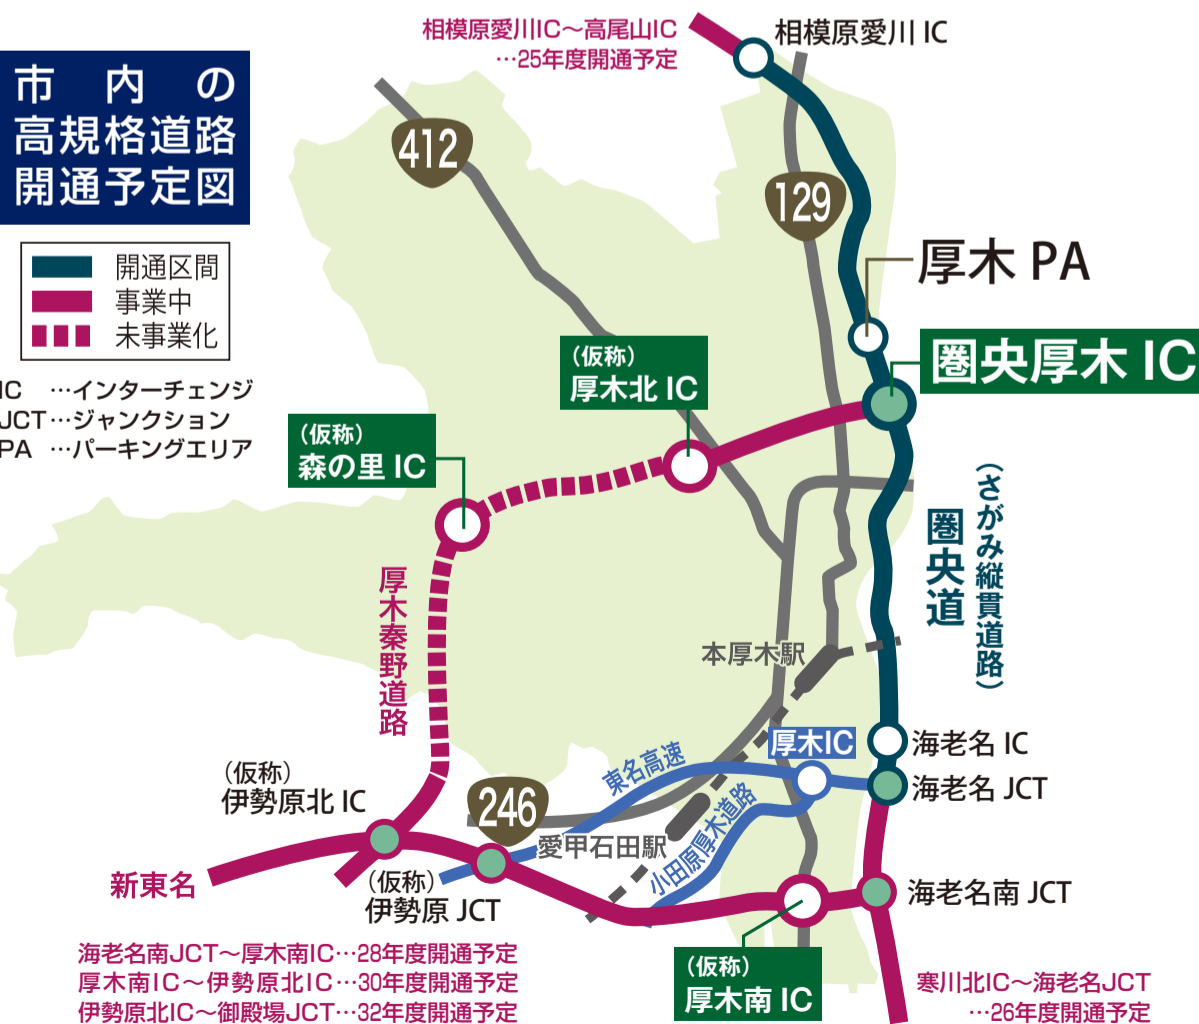 相模原愛川IC～高尾山IC
…25年度開通予定
相模原愛川 IC
市内の
高規格道路
開通予定図
412
129
開通区間
事業中
未事業化
IC …インターチェンジ
JCT…ジャンクション
PA …パーキングエリア
厚木 PA
圏央厚木 IC
（仮称）
厚木北 IC
（仮称）
森の里 IC
圏央道
（さがみ縦貫道路）
厚木秦野道路
本厚木駅
厚木IC
海老名 IC
海老名 JCT
東名高速
小田原厚木道路
（仮称）
伊勢原北 IC
246
愛甲石田駅
新東名
（仮称）
伊勢原 JCT
海老名南 JCT
（仮称）
厚木南 IC
海老名南JCT～厚木南IC…28年度開通予定
厚木南IC～伊勢原北IC…30年度開通予定
伊勢原北IC～御殿場JCT…32年度開通予定
寒川北IC～海老名JCT
…26年度開通予定